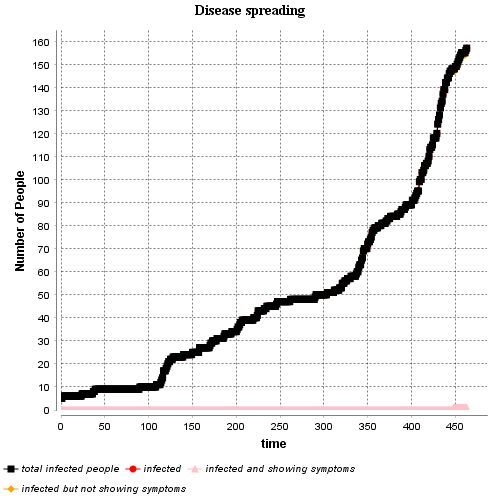 Disease spreading
Number of People
160
150
140
130
120
110
100
90
80
70
60
50
40
30
20
10
0
0 50 100 150 200 250 300 350 400 450
time
total infected people infected infected and showing symptoms
infected but not showing symptoms